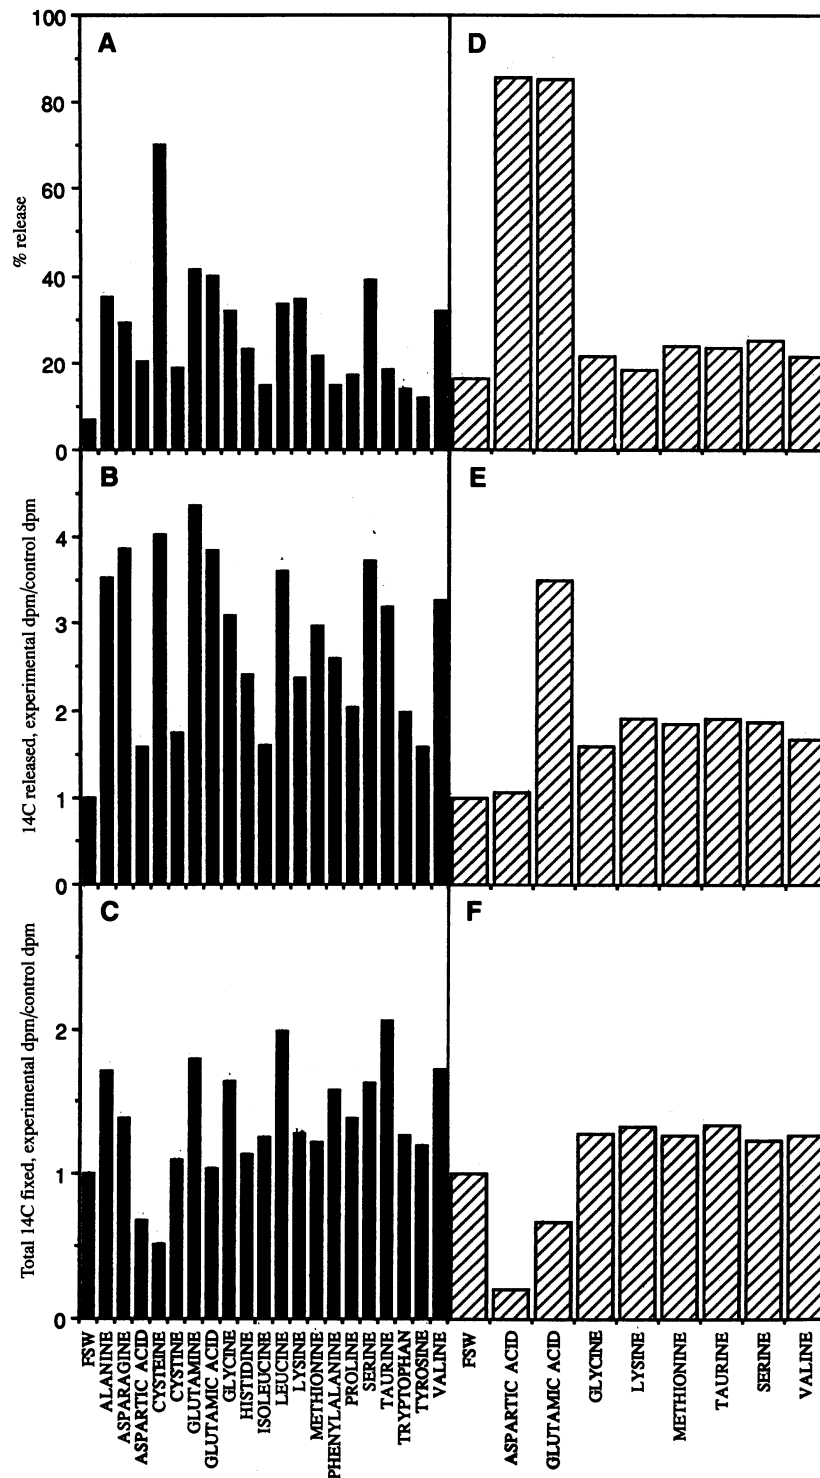 A
D
% release
100
80
60
40
20
0
B
E
14C released, experimental dpm/control dpm
4
3
2
1
0
C
F
Total 14C fixed, experimental dpm/control dpm
2
1
0
FSW
ALANINE
ASPARAGINE
ASPARTIC ACID
CYSTEINE
CYSTINE
GLUTAMINE
GLUTAMIC ACID
GLYCINE
HISTIDINE
ISOLEUCINE
LEUCINE
LYSINE
METHIONINE
PHENYLALANINE
PROLINE
SERINE
TAURINE
TRYPTOPHAN
TYROSINE
VALINE
FSW
ASPARTIC ACID
GLUTAMIC ACID
GLYCINE
LYSINE
METHIONINE
TAURINE
SERINE
VALINE